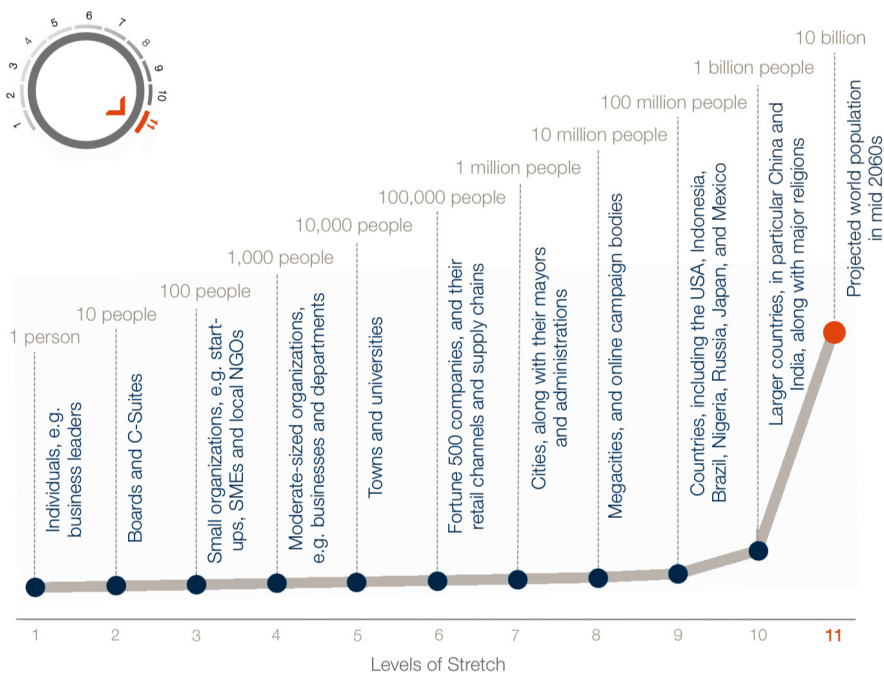 1
2
3
4
5
6
7
8
9
10
11
1 person
10 people
100 people
1,000 people
10,000 people
100,000 people
1 million people
10 million people
100 million people
1 billion people
10 billion
Individuals, e.g.
business leaders
Boards and C-Suites
Small organizations, e.g. start-
ups, SMEs and local NGOs
Moderate-sized organizations,
e.g. businesses and departments
Towns and universities
Fortune 500 companies, and their
retail channels and supply chains
Cities, along with their mayors
and administrations
Megacities, and online campaign bodies
Countries, including the USA, Indonesia,
Brazil, Nigeria, Russia, Japan, and Mexico
Larger countries, in particular China and
India, along with major religions
Projected world population
in mid 2060s
1 2 3 4 5 6 7 8 9 10 11
Levels of Stretch